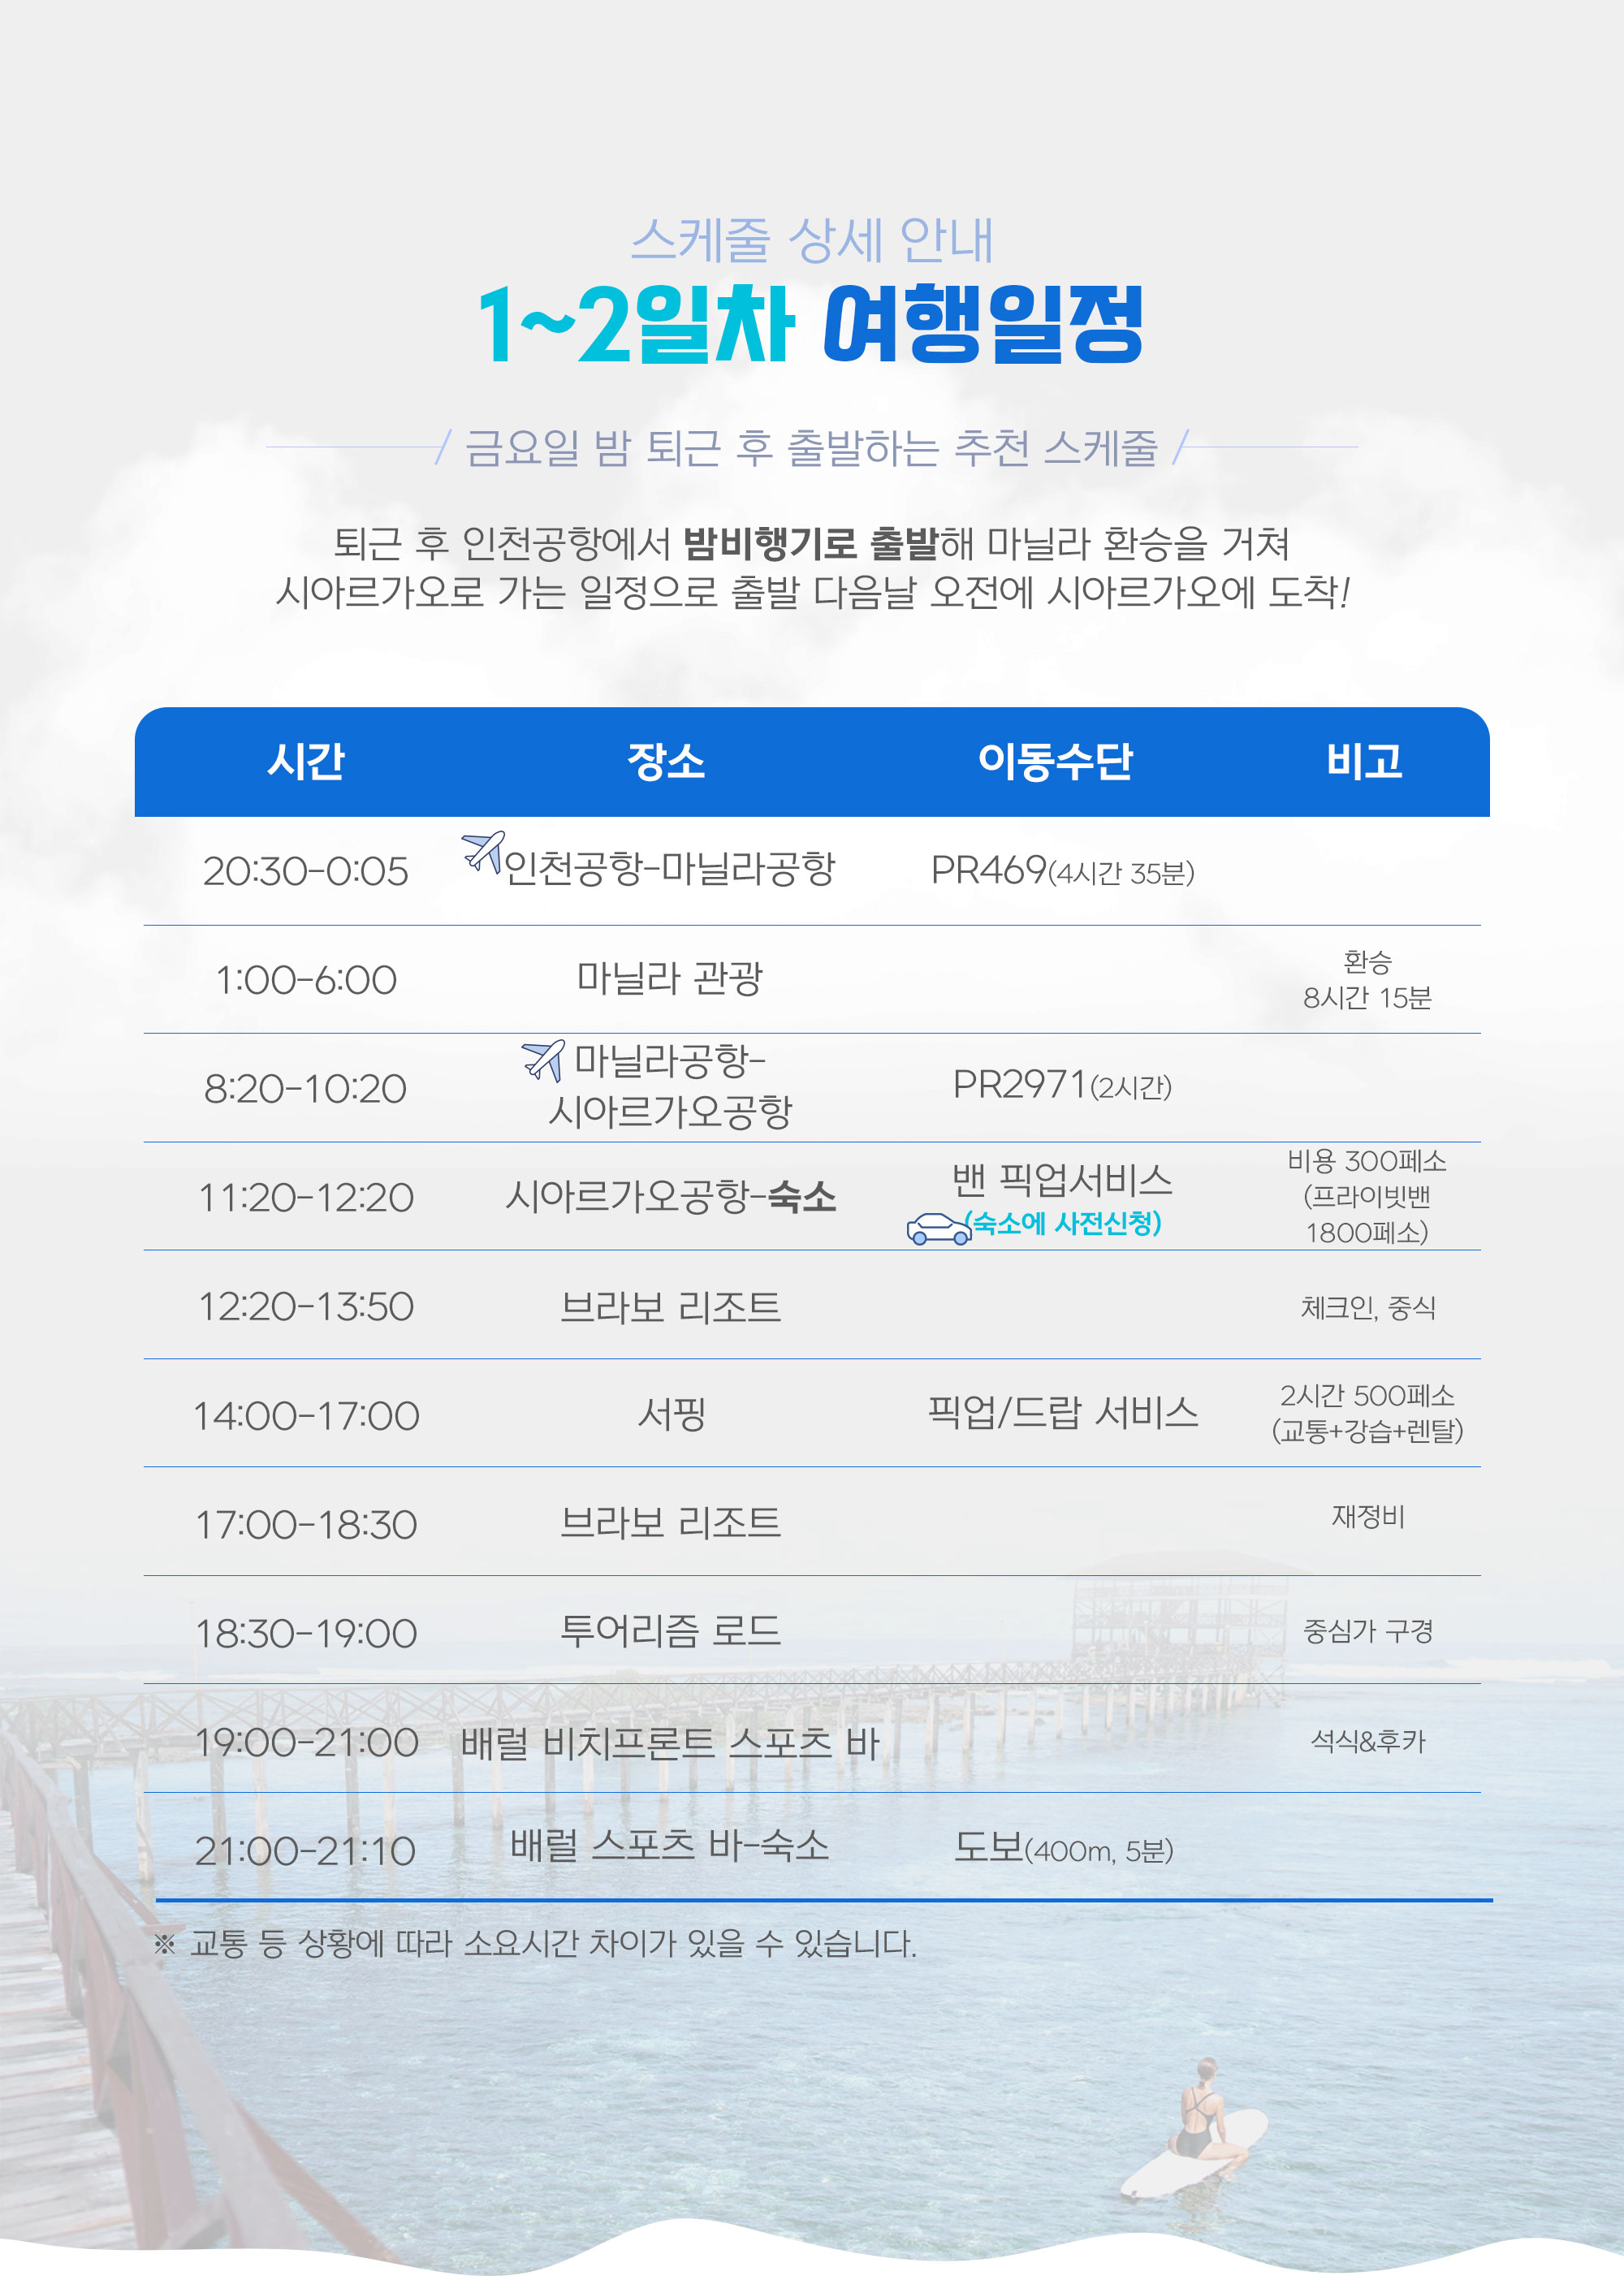 스케줄 상세 안내
1~2일차 여행일정
금요일 밤 퇴근 후 출발하는 추천 스케줄
퇴근 후 인천공항에서 밤비행기로 출발해 마닐라 환승을 거쳐
시아르가오로 가는 일정으로 출발 다음날 오전에 시아르가오에 도착!
시간 장소 이동수단 비고
20:30-0:05 인천공항-마닐라공항 PR469(4시간 35분)
1:00-6:00 마닐라 관광 환승
8시간 15분
8:20-10:20 마닐라공항-
시아르가오공항 PR2971(2시간)
11:20-12:20 시아르가오공항-숙소 밴 픽업서비스
(숙소에 사전신청)
비용 300페소
(프라이빗밴
1800페소)
12:20-13:50 브라보 리조트 체크인, 중식
14:00-17:00 서핑 픽업/드랍 서비스 2시간 500페소
(교통+강습+렌탈)
17:00-18:30 브라보 리조트 재정비
18:30-19:00 투어리즘 로드 중심가 구경
19:00-21:00 배럴 비치프론트 스포츠 바 석식&후카
21:00-21:10 배럴 스포츠 바-숙소 도보(400m, 5분)
※ 교통 등 상황에 따라 소요시간 차이가 있을 수 있습니다.